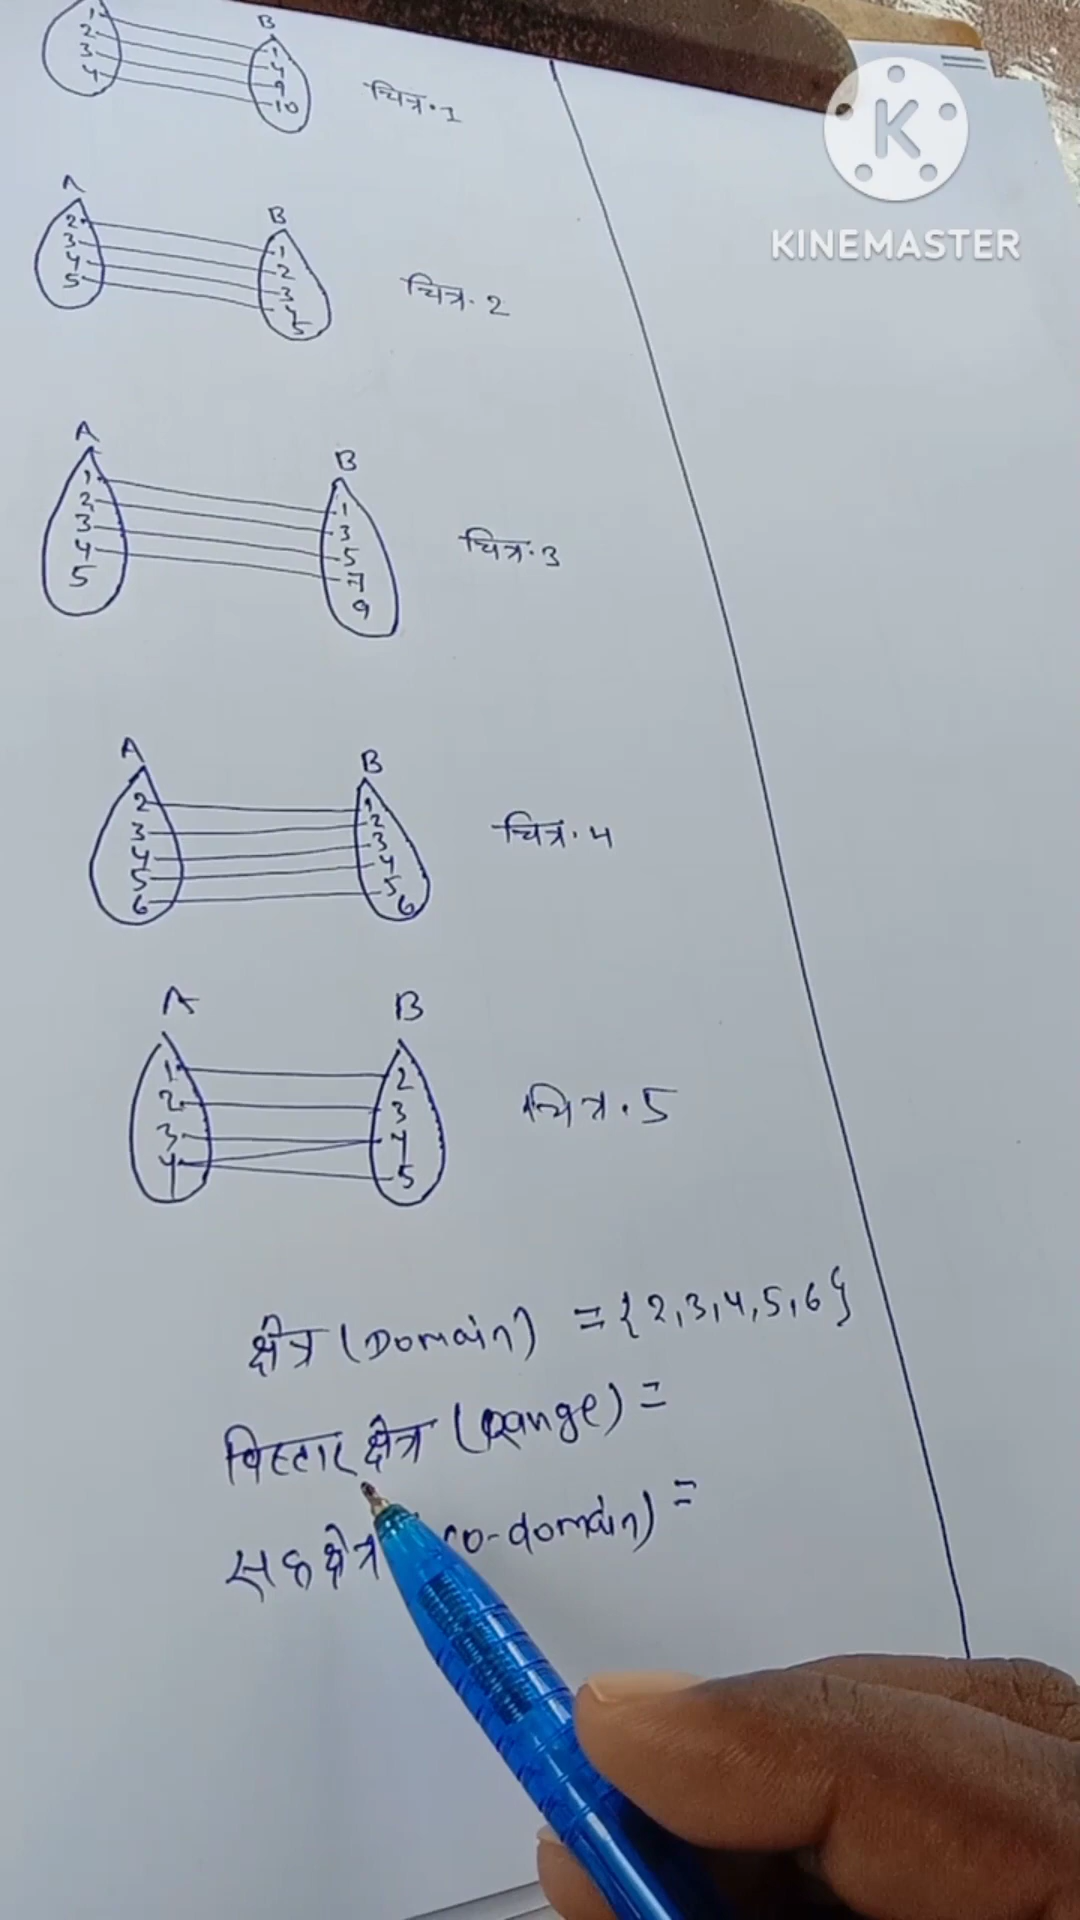 B
1 1
2 4
3 9
4 10
चित्र.1
K
KINEMASTER
A B
2 1
3 2
4 3
5 4
5
चित्र.2
A B
1 1
2 3
3 5
4 7
5 9
चित्र.3
A B
2 1
3 2
4 3
5 4
6 5
6
चित्र.4
A B
1 2
2 3
3 4
4 5
चित्र.5
क्षेत्र (Domain) = {2,3,4,5,6}
विस्तार क्षेत्र (Range) =
सहक्षेत्र co-domain) =